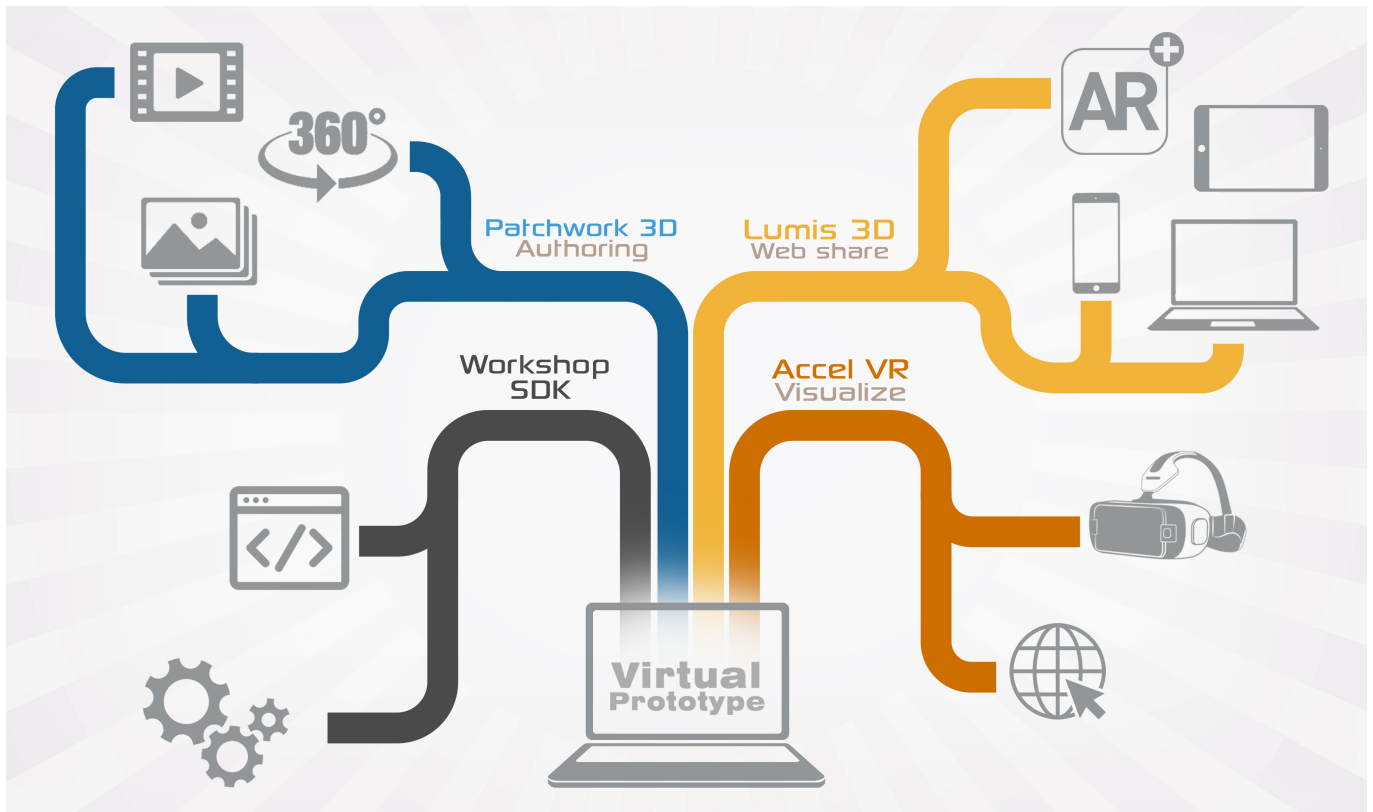 360°
AR
Patchwork 3D
Authoring
Lumis 3D
Web share
Workshop
SDK
Accel VR
Visualize
</>
Virtual
Prototype